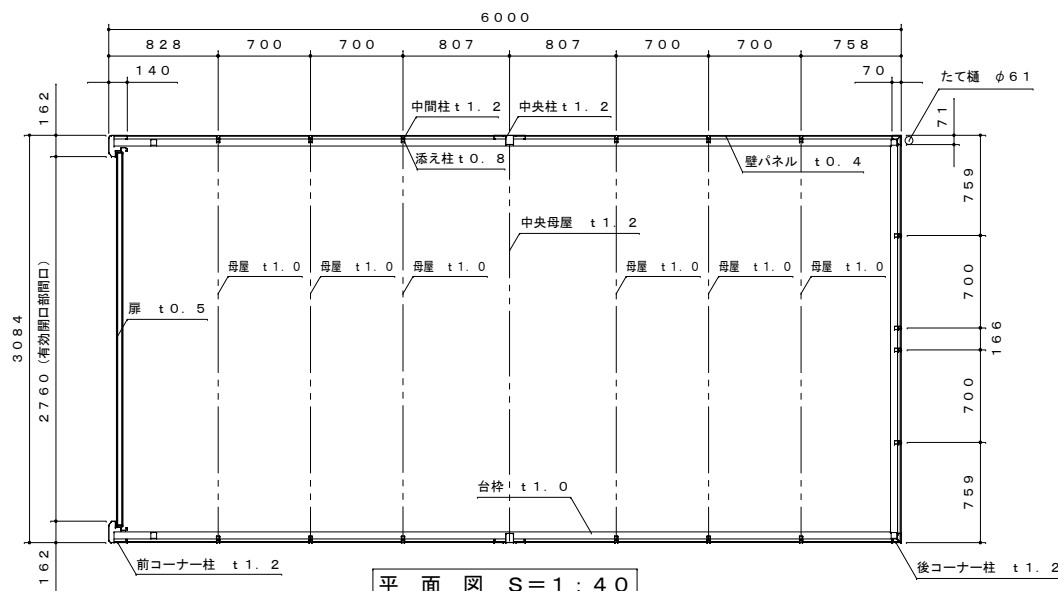 6000
828 700 700 807 807 700 700 758
140 70 たて樋 φ61
162 71
中間柱t1.2 中央柱t1.2
添え柱t0.8 壁パネル t0.4
759
中央母屋 t1.2
母屋 t1.0 母屋 t1.0 母屋 t1.0 母屋 t1.0 母屋 t1.0 母屋 t1.0
700
扉 t0.5
3084
2760(有効開口部間口)
166
700
台枠 t1.0
759
162
前コーナー柱 t1.2 後コーナー柱 t1.2
平面図 S=1:40